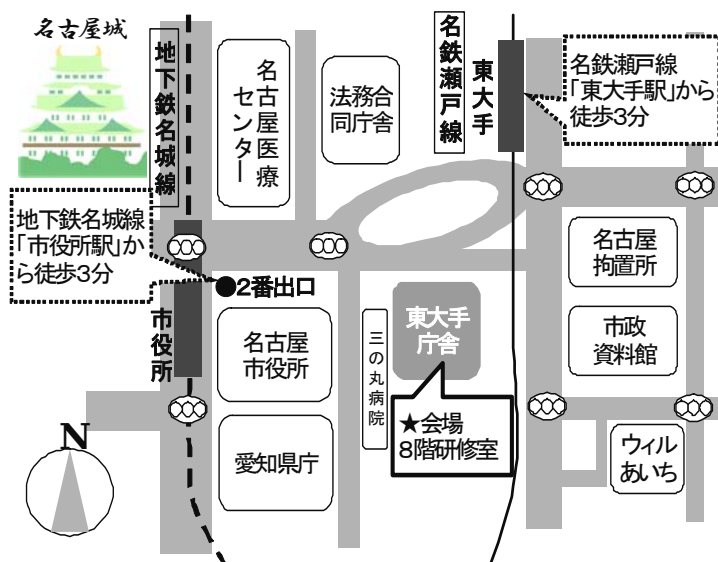 名古屋城
地下鉄名城線
名古屋医療
センター
法務合
同庁舎
名鉄瀬戸線
東大手
名鉄瀬戸線
「東大手駅」から
徒歩3分
地下鉄名城線
「市役所駅」か
ら徒歩3分
●2番出口
市役所
名古屋
市役所
三の丸病院
東大手
庁舎
名古屋
拘置所
市政
資料館
★会場
8階研修室
愛知県庁
ウィル
あいち
N